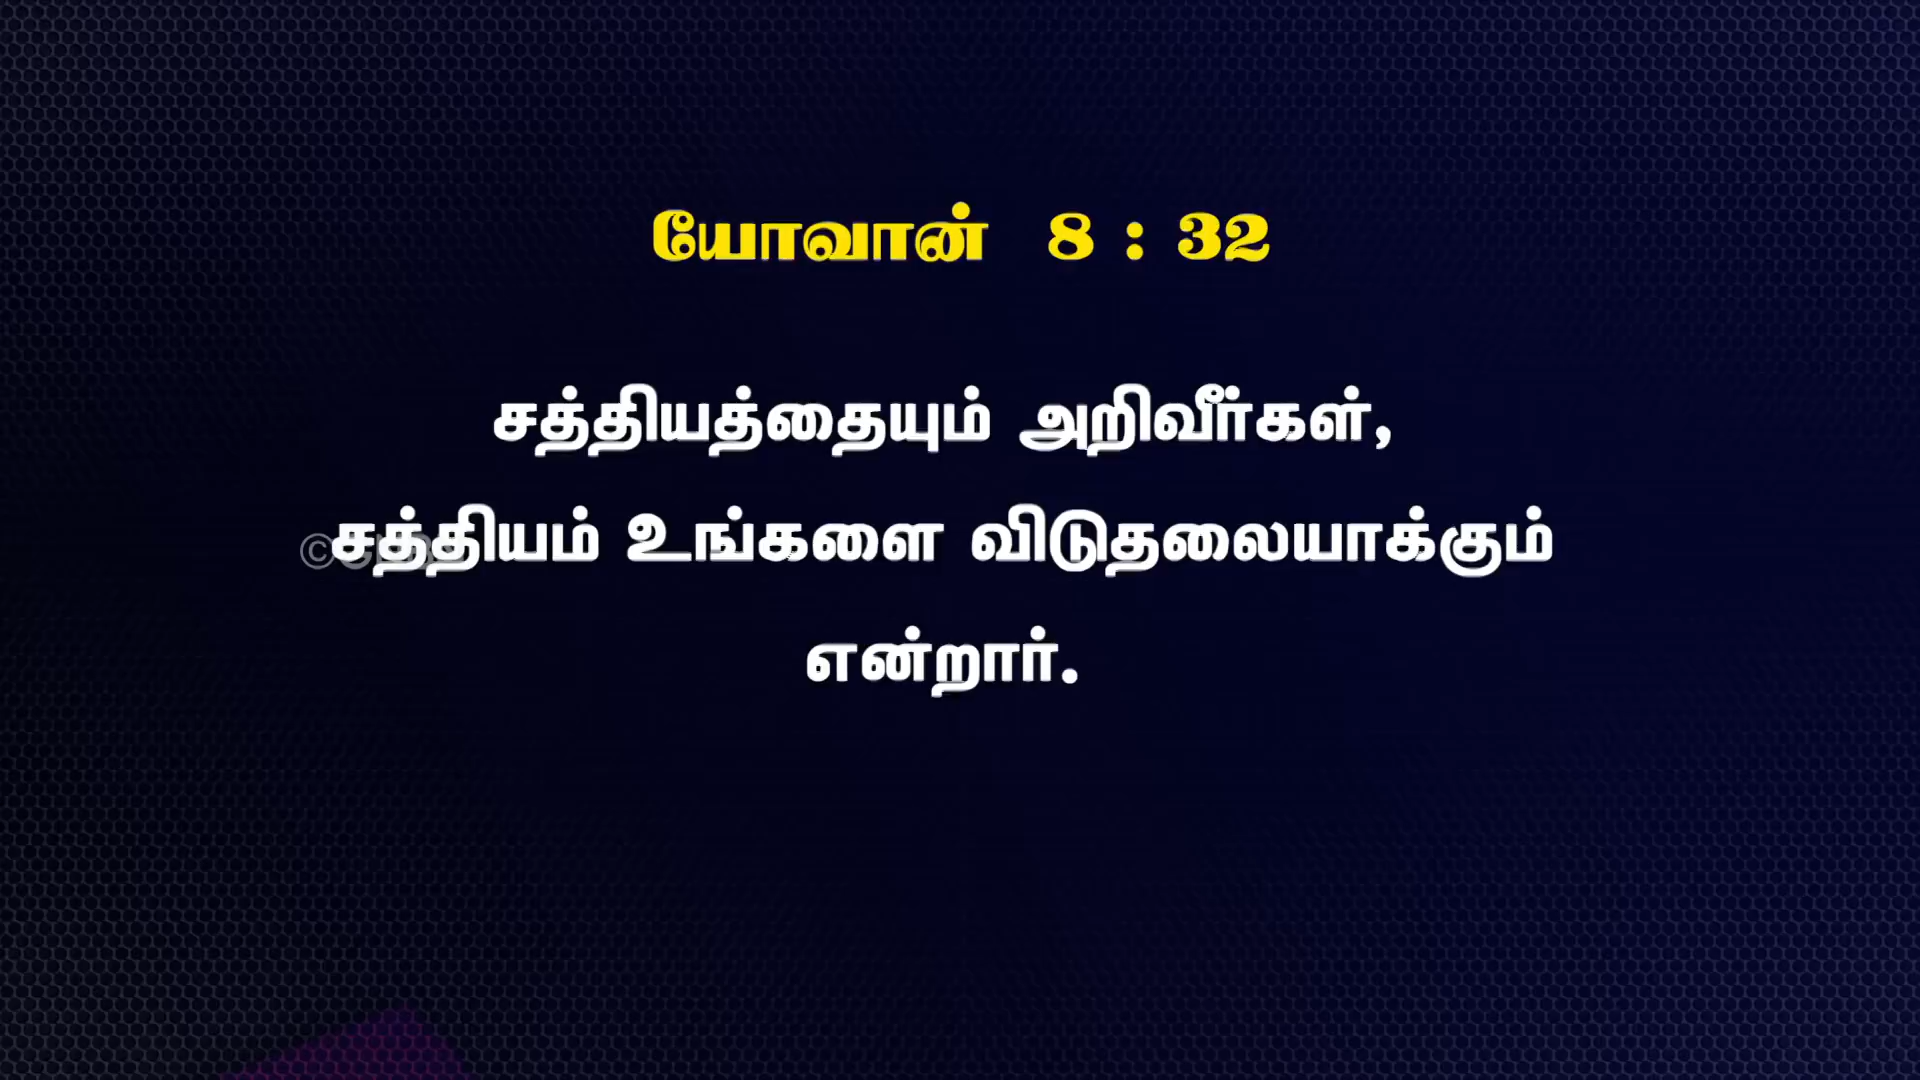 யோவான் 8 : 32
சத்தியத்தையும் அறிவீர்கள்,
சத்தியம் உங்களை விடுதலையாக்கும்
என்றார்.